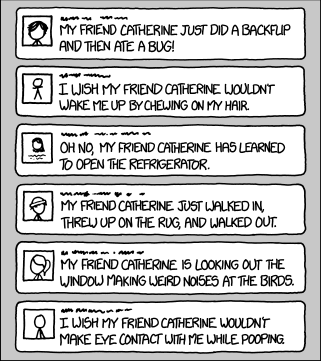 MY FRIEND CATHERINE JUST DID A BACKFLIP
AND THEN ATE A BUG!
I WISH MY FRIEND CATHERINE WOULDN'T
WAKE ME UP BY CHEWING ON MY HAIR.
OH NO, MY FRIEND CATHERINE HAS LEARNED
TO OPEN THE REFRIGERATOR.
MY FRIEND CATHERINE JUST WALKED IN,
THREW UP ON THE RUG, AND WALKED OUT.
MY FRIEND CATHERINE IS LOOKING OUT THE
WINDOW MAKING WEIRD NOISES AT THE BIRDS.
I WISH MY FRIEND CATHERINE WOULDN'T
MAKE EYE CONTACT WITH ME WHILE POOPING.